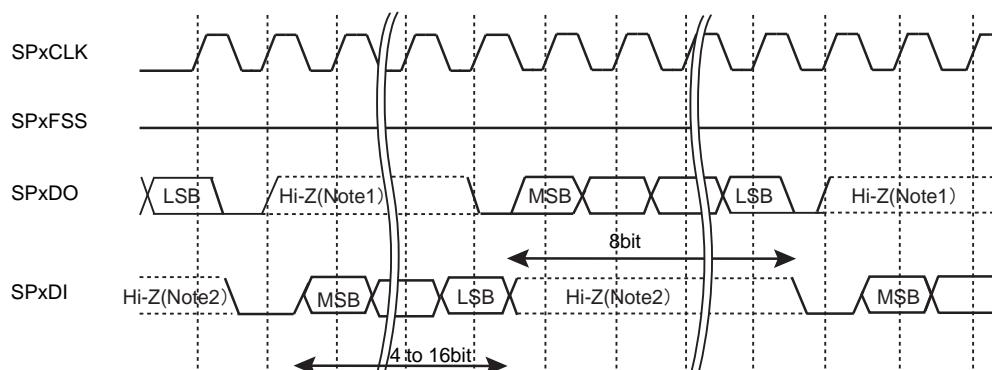 SPxCLK
SPxFSS
SPxDO
LSB
Hi-Z(Note1)
MSB
LSB
Hi-Z(Note1)
8bit
SPxDI
Hi-Z(Note2)
MSB
LSB
Hi-Z(Note2)
MSB
4 to 16bit